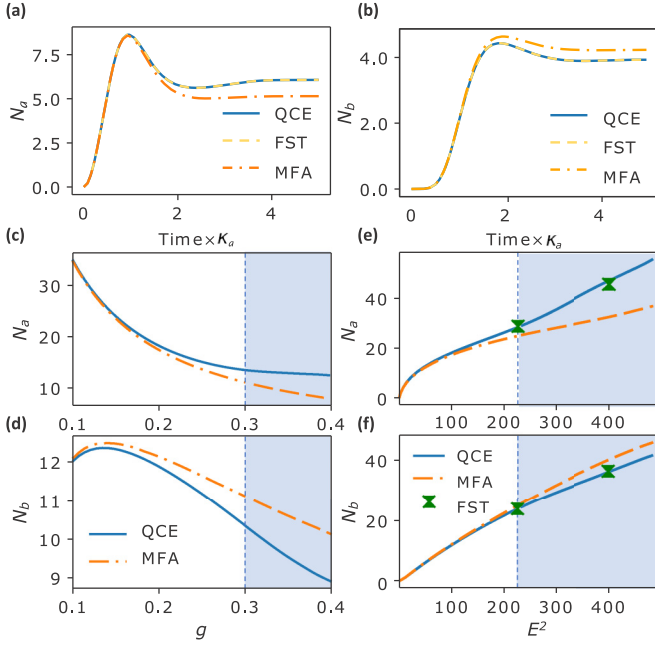 (a)
N_a
7.5
5.0
2.5
0.0
QCE
FST
MFA
0
2
4
Time×κ_a
(b)
N_b
4.0
2.0
0.0
QCE
FST
MFA
0
2
4
Time×κ_a
(c)
N_a
30
20
10
0.1
0.2
0.3
0.4
(d)
N_b
12
11
10
9
QCE
MFA
0.1
0.2
0.3
0.4
g
(e)
N_a
40
20
0
100
200
300
400
(f)
N_b
40
20
0
QCE
MFA
FST
100
200
300
400
E²